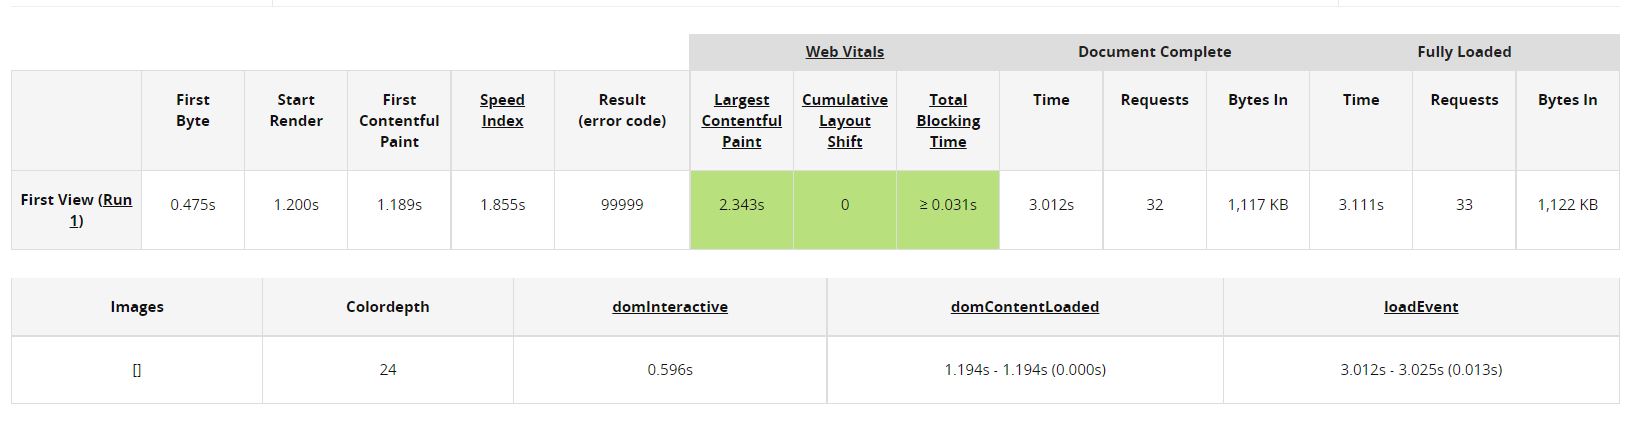 Web Vitals Document Complete Fully Loaded
First Byte Start Render First Contentful Paint Speed Index Result (error code) Largest Contentful Paint Cumulative Layout Shift Total Blocking Time Time Requests Bytes In Time Requests Bytes In
First View (Run 1) 0.475s 1.200s 1.189s 1.855s 99999 2.343s 0 ≥ 0.031s 3.012s 32 1,117 KB 3.111s 33 1,122 KB
Images Colordepth domInteractive domContentLoaded loadEvent
[] 24 0.596s 1.194s - 1.194s (0.000s) 3.012s - 3.025s (0.013s)